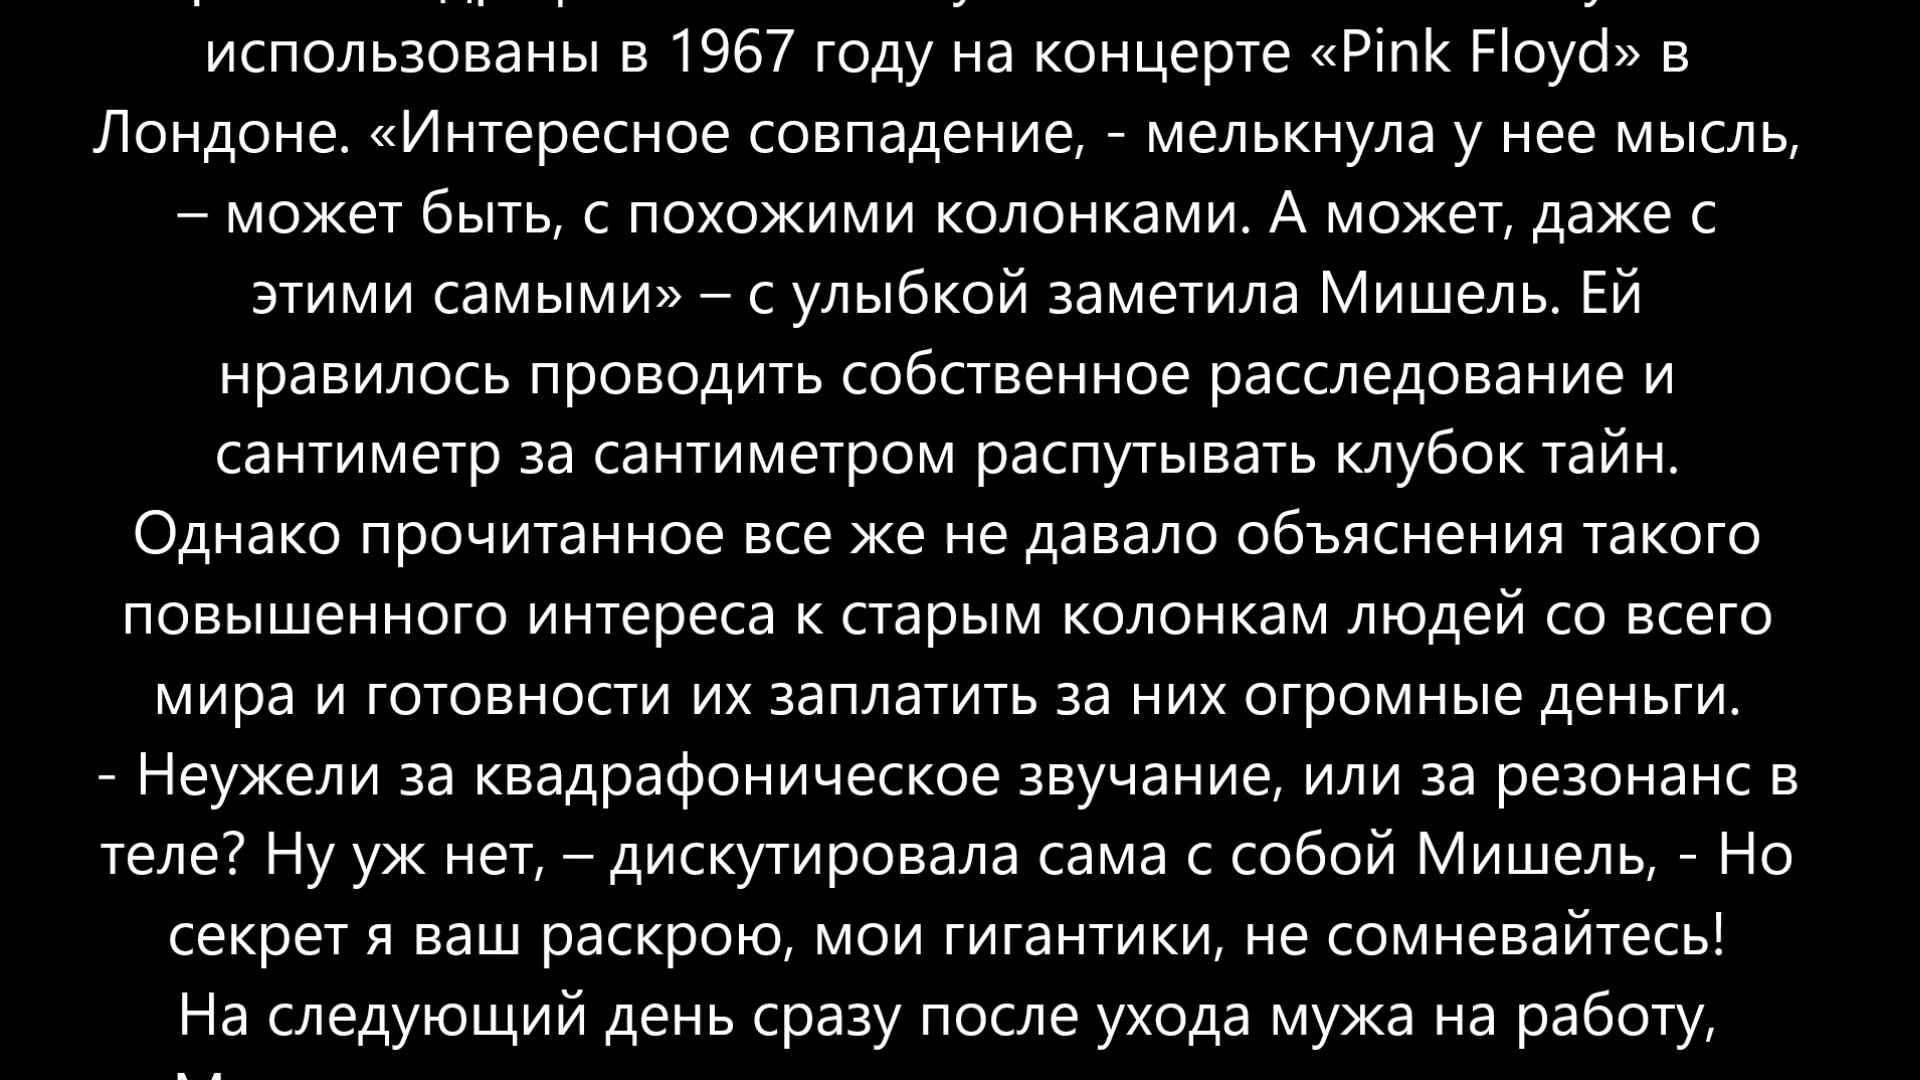 использованы в 1967 году на концерте «Pink Floyd» в
Лондоне. «Интересное совпадение, - мелькнула у нее мысль,
– может быть, с похожими колонками. А может, даже с
этими самыми» – с улыбкой заметила Мишель. Ей
нравилось проводить собственное расследование и
сантиметр за сантиметром распутывать клубок тайн.
Однако прочитанное все же не давало объяснения такого
повышенного интереса к старым колонкам людей со всего
мира и готовности их заплатить за них огромные деньги.
- Неужели за квадрафоническое звучание, или за резонанс в
теле? Ну уж нет, – дискутировала сама с собой Мишель, - Но
секрет я ваш раскрою, мои гигантики, не сомневайтесь!
На следующий день сразу после ухода мужа на работу,